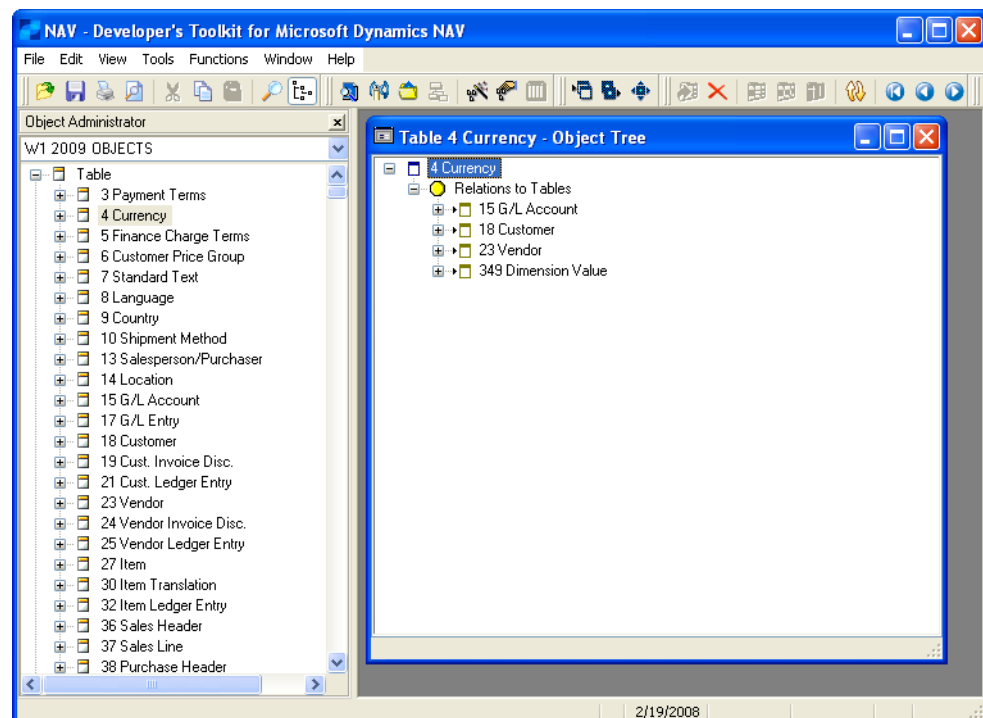 NAV - Developer's Toolkit for Microsoft Dynamics NAV
File Edit View Tools Functions Window Help
Object Administrator
W1 2009 OBJECTS
Table
3 Payment Terms
4 Currency
5 Finance Charge Terms
6 Customer Price Group
7 Standard Text
8 Language
9 Country
10 Shipment Method
13 Salesperson/Purchaser
14 Location
15 G/L Account
17 G/L Entry
18 Customer
19 Cust. Invoice Disc.
21 Cust. Ledger Entry
23 Vendor
24 Vendor Invoice Disc.
25 Vendor Ledger Entry
27 Item
30 Item Translation
32 Item Ledger Entry
36 Sales Header
37 Sales Line
38 Purchase Header
Table 4 Currency - Object Tree
4 Currency
Relations to Tables
15 G/L Account
18 Customer
23 Vendor
349 Dimension Value
2/19/2008